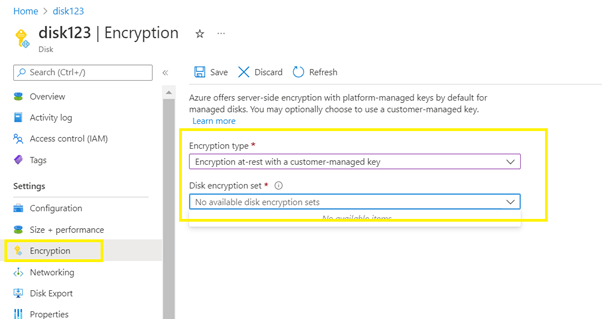 Home > disk123 >
disk123 | Encryption ☆ ...
Disk
Search (Ctrl+/) «
Overview
Activity log
Access control (IAM)
Tags
Settings
Configuration
Size + performance
Encryption
Networking
Disk Export
Properties
Save Discard Refresh
Azure offers server-side encryption with platform-managed keys by default for
managed disks. You may optionally choose to use a customer-managed key.
Learn more
Encryption type *
Encryption at-rest with a customer-managed key
Disk encryption set *
No available disk encryption sets
No available items